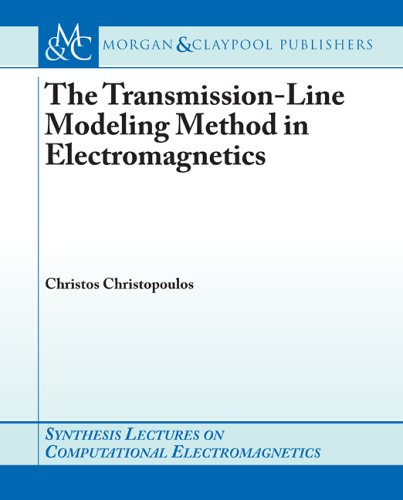 M&C
MORGAN & CLAYPOOL PUBLISHERS
The Transmission-Line
Modeling Method in
Electromagnetics
Christos Christopoulos
SYNTHESIS LECTURES ON
COMPUTATIONAL ELECTROMAGNETICS